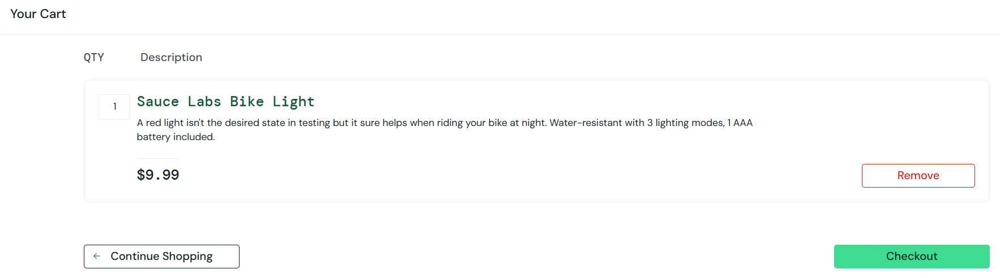 Your Cart
QTY Description
1 Sauce Labs Bike Light
A red light isn't the desired state in testing but it sure helps when riding your bike at night. Water-resistant with 3 lighting modes, 1 AAA
battery included.
$9.99 Remove
← Continue Shopping Checkout